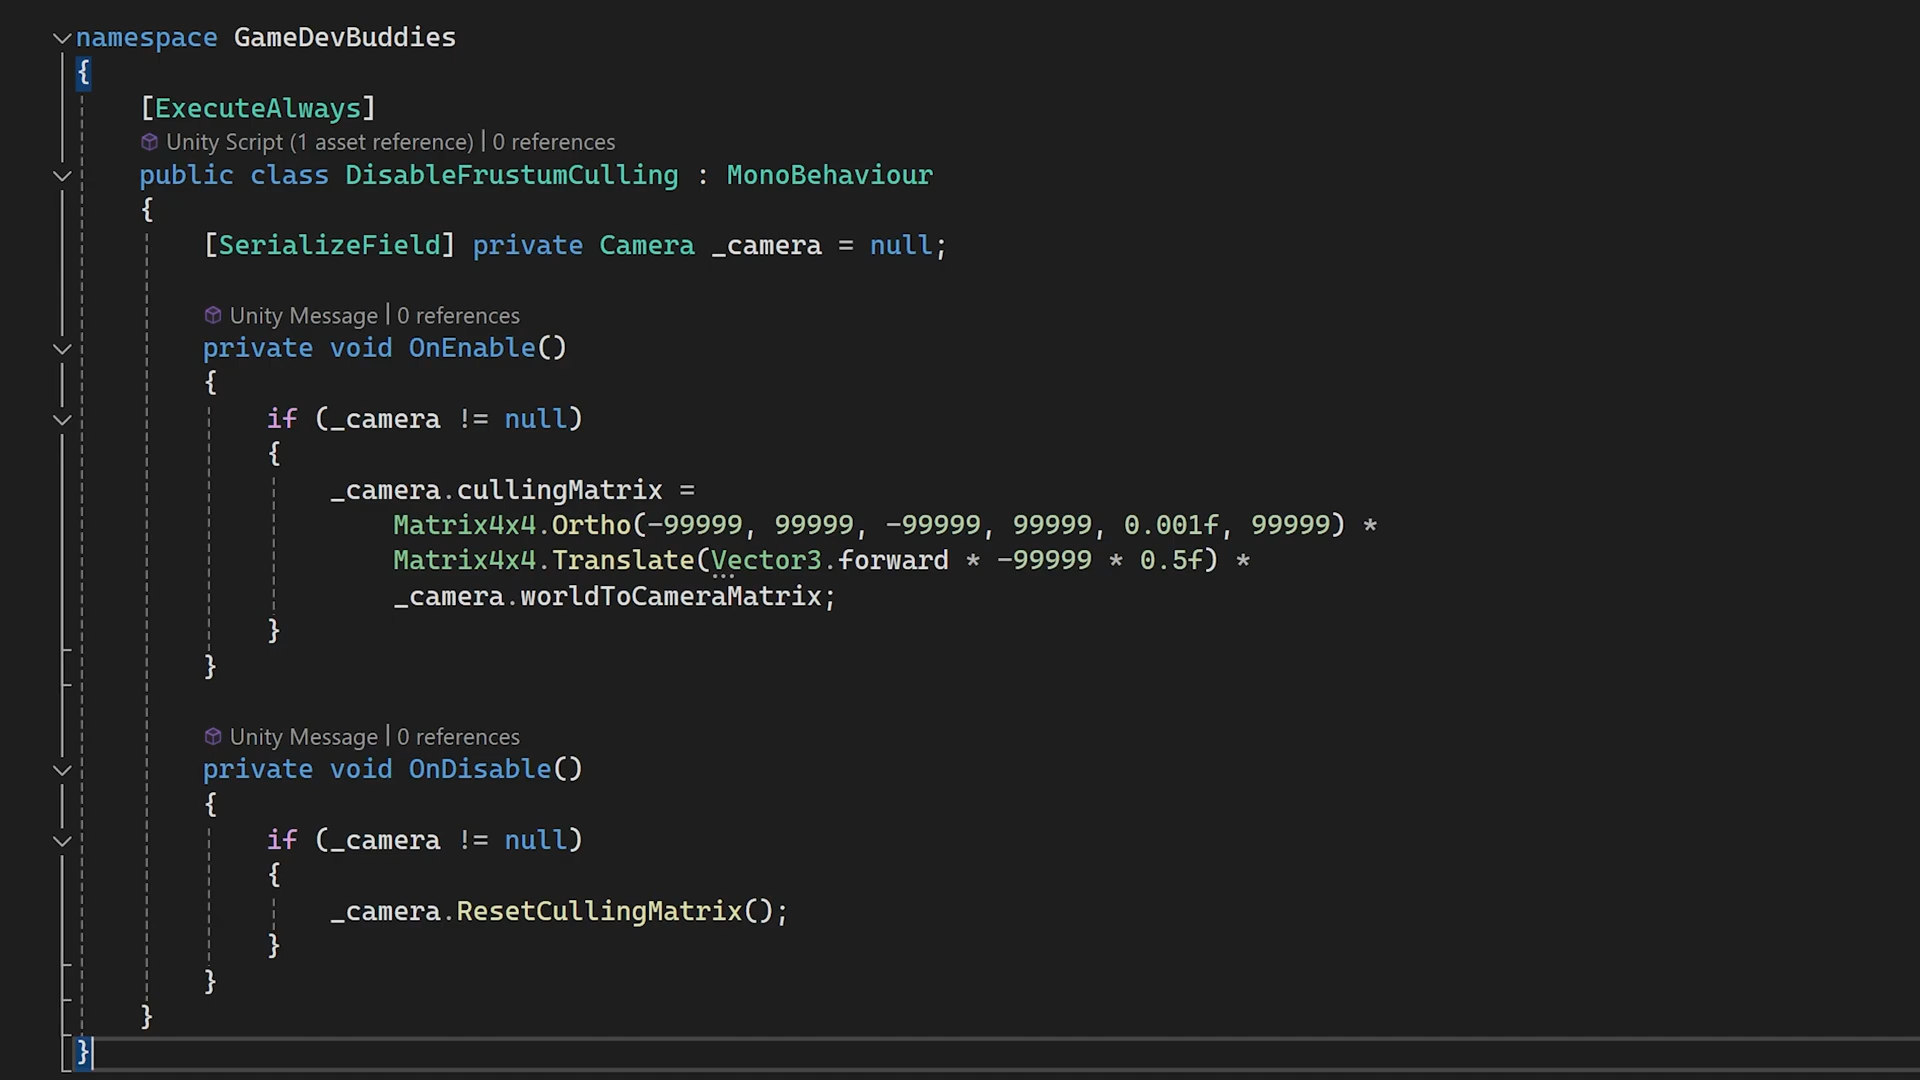 namespace GameDevBuddies
{
[ExecuteAlways]
Unity Script (1 asset reference) | 0 references
public class DisableFrustumCulling : MonoBehaviour
{
[SerializeField] private Camera _camera = null;
Unity Message | 0 references
private void OnEnable()
{
if (_camera != null)
{
_camera.cullingMatrix =
Matrix4x4.Ortho(-99999, 99999, -99999, 99999, 0.001f, 99999) *
Matrix4x4.Translate(Vector3.forward * -99999 * 0.5f) *
_camera.worldToCameraMatrix;
}
}
Unity Message | 0 references
private void OnDisable()
{
if (_camera != null)
{
_camera.ResetCullingMatrix();
}
}
}
}